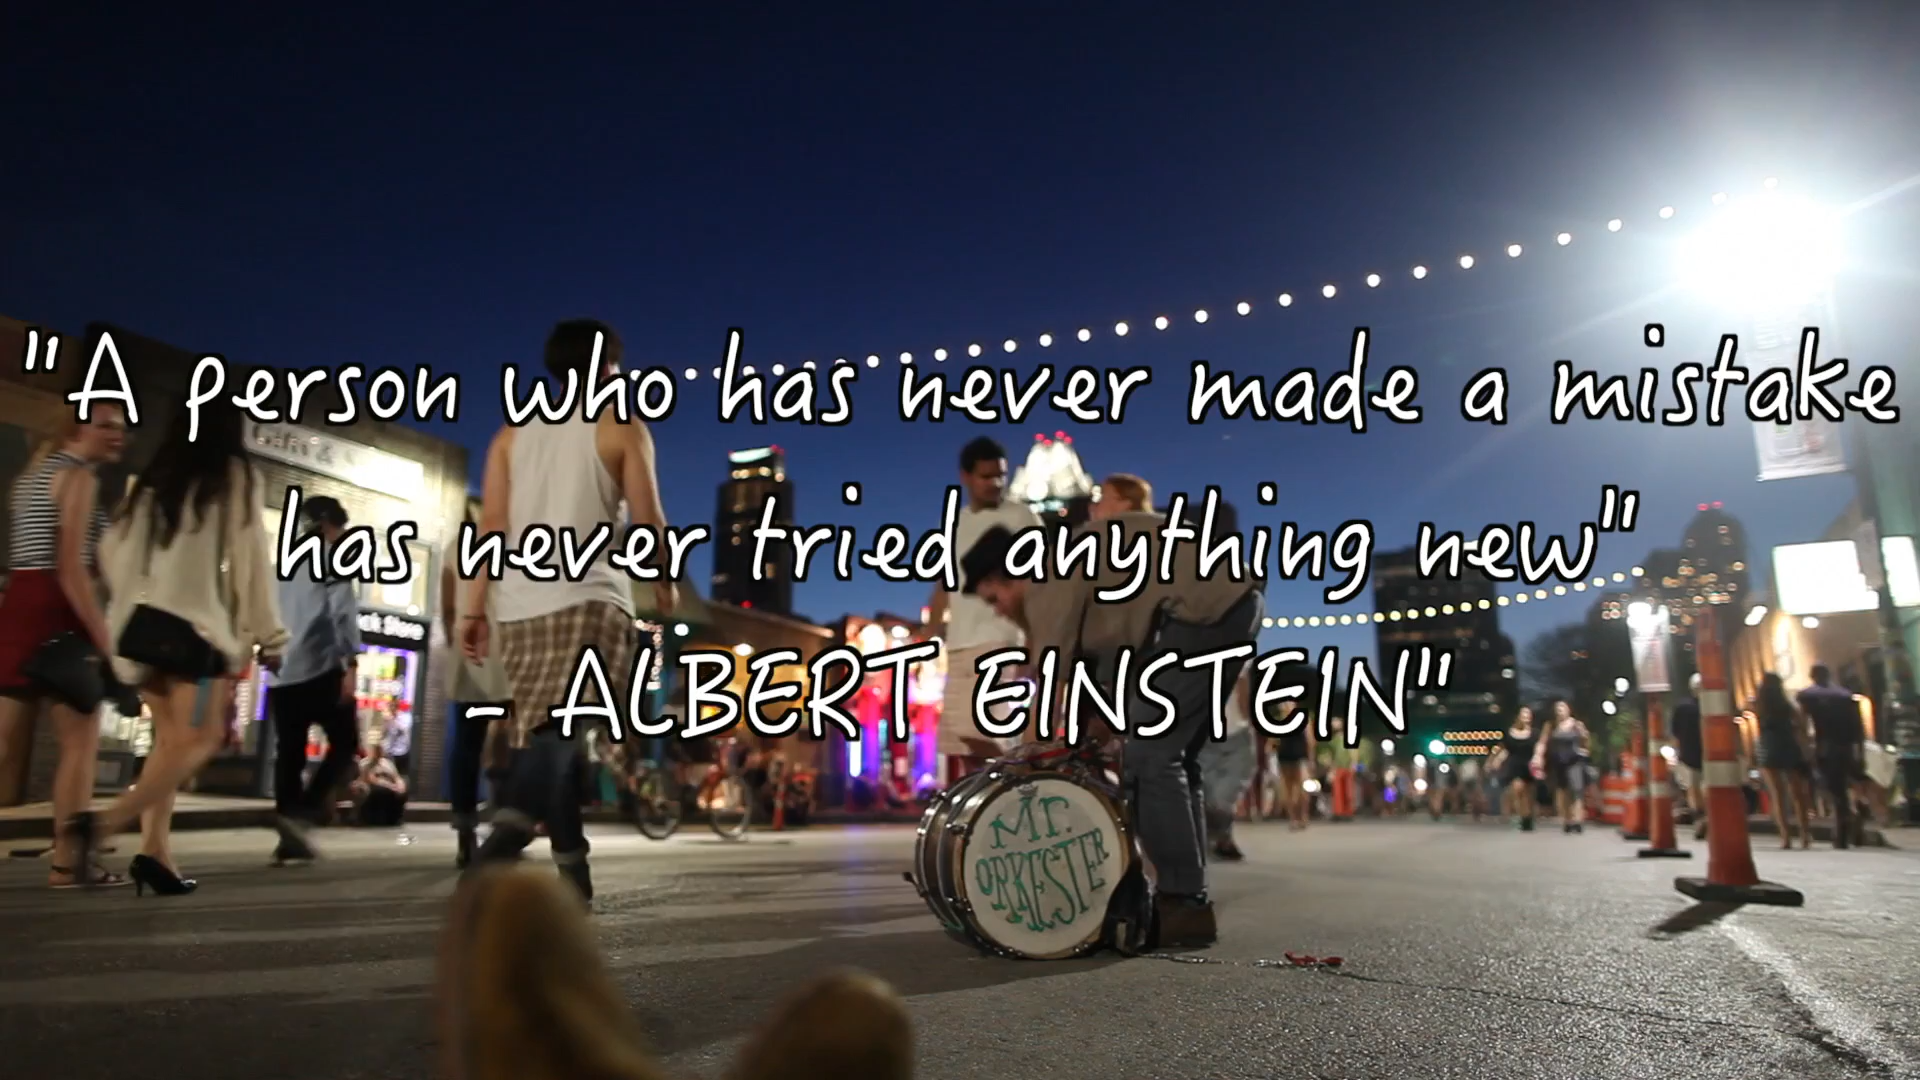 "A person who has never made a mistake
has never tried anything new"
- ALBERT EINSTEIN"
Mr.
ORKESTER